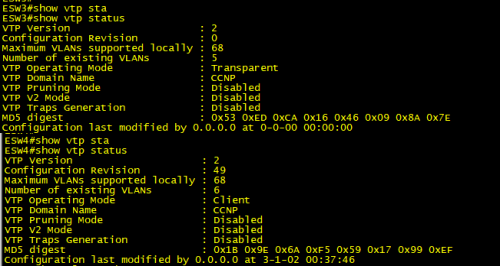 ESW3#show vtp sta
ESW3#show vtp status
VTP Version : 2
Configuration Revision : 0
Maximum VLANs supported locally : 68
Number of existing VLANs : 5
VTP Operating Mode : Transparent
VTP Domain Name : CCNP
VTP Pruning Mode : Disabled
VTP V2 Mode : Disabled
VTP Traps Generation : Disabled
MD5 digest : 0x53 0xED 0xCA 0x16 0x46 0x09 0x8A 0x7E
Configuration last modified by 0.0.0.0 at 0-0-00 00:00:00
ESW4#show vtp sta
ESW4#show vtp status
VTP Version : 2
Configuration Revision : 49
Maximum VLANs supported locally : 68
Number of existing VLANs : 6
VTP Operating Mode : Client
VTP Domain Name : CCNP
VTP Pruning Mode : Disabled
VTP V2 Mode : Disabled
VTP Traps Generation : Disabled
MD5 digest : 0x1B 0x9E 0x6A 0xF5 0x59 0x17 0x99 0xEF
Configuration last modified by 0.0.0.0 at 3-1-02 00:37:46